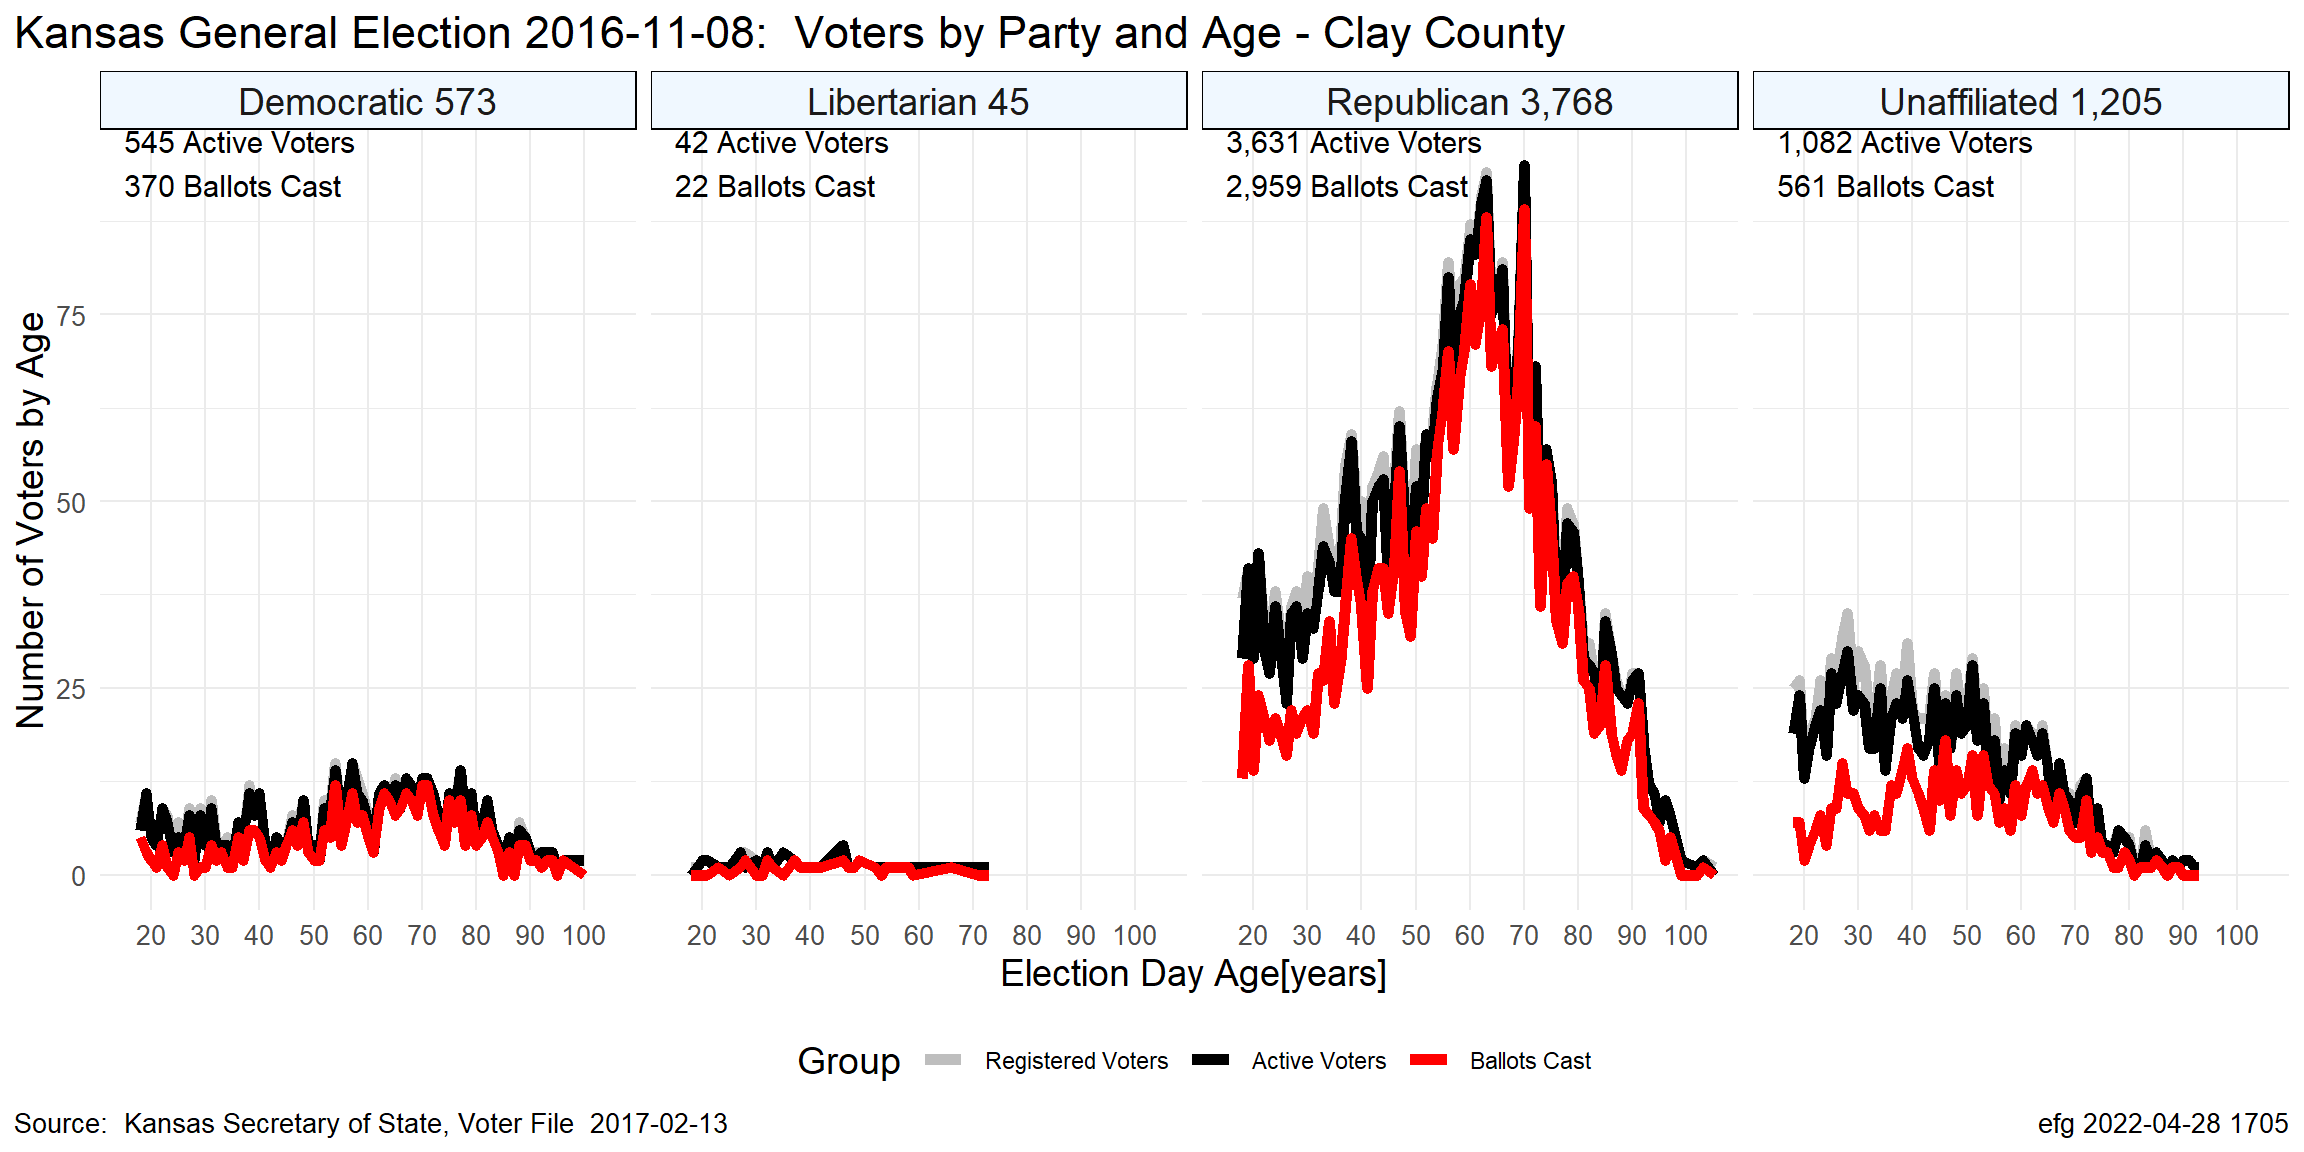 Kansas General Election 2016-11-08:  Voters by Party and Age - Clay County
Democratic 573
Libertarian 45
Republican 3,768
Unaffiliated 1,205
545 Active Voters
370 Ballots Cast
42 Active Voters
22 Ballots Cast
3,631 Active Voters
2,959 Ballots Cast
1,082 Active Voters
561 Ballots Cast
Number of Voters by Age
75
50
25
0
20 30 40 50 60 70 80 90 100
20 30 40 50 60 70 80 90 100
20 30 40 50 60 70 80 90 100
20 30 40 50 60 70 80 90 100
Election Day Age[years]
Group Registered Voters Active Voters Ballots Cast
Source:  Kansas Secretary of State, Voter File  2017-02-13
efg 2022-04-28 1705